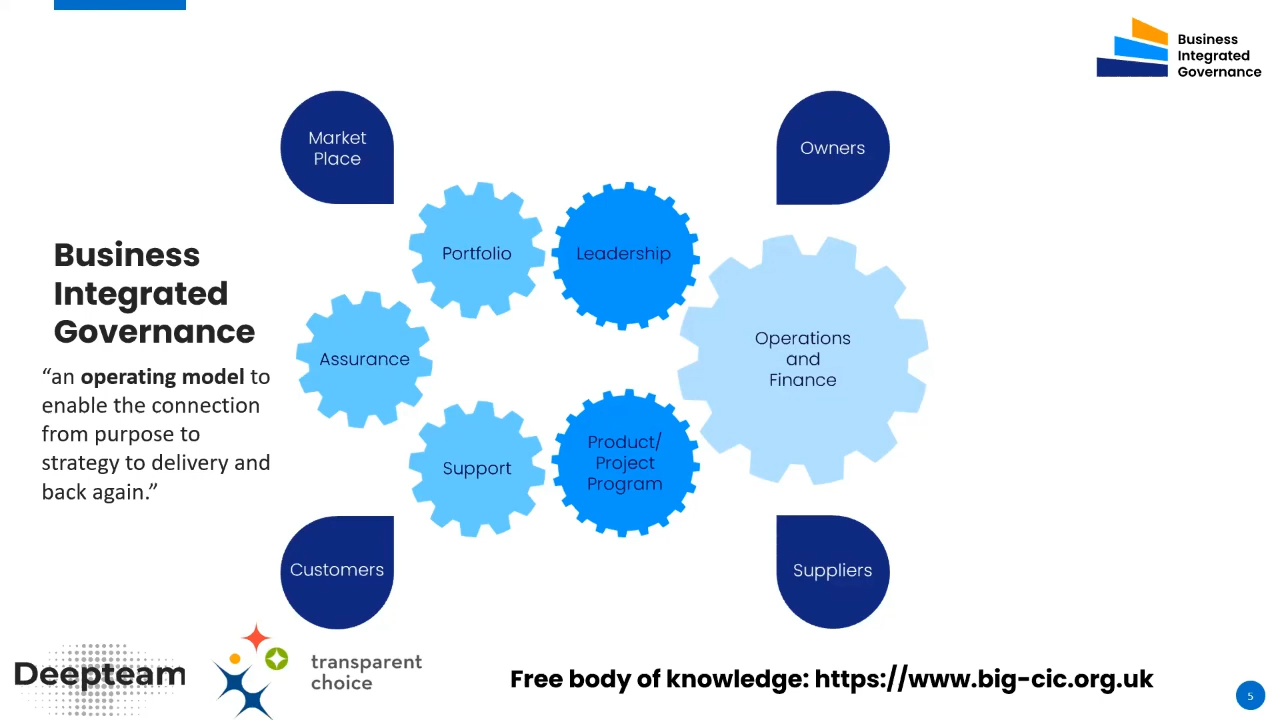 Business
Integrated
Governance
Market
Place
Owners
Portfolio
Leadership
Business
Integrated
Governance
Operations
and
Finance
Assurance
“an operating model to
enable the connection
from purpose to
strategy to delivery and
back again.”
Support
Product/
Project
Program
Customers
Suppliers
Deepteam
transparent
choice
Free body of knowledge: https://www.big-cic.org.uk
5